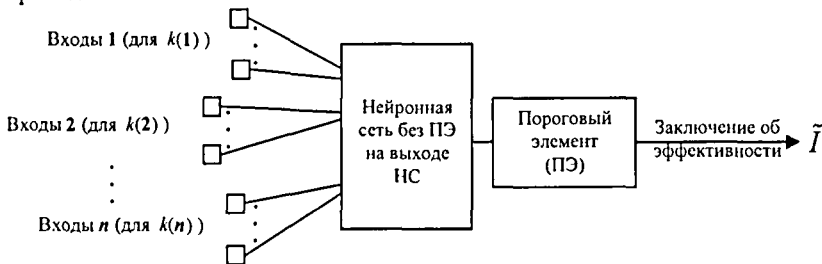 Входы 1 (для k(1) )
Входы 2 (для k(2) )
Входы n (для k(n) )
Нейронная
сеть без ПЭ
на выходе
НС
Пороговый
элемент
(ПЭ)
Заключение об
эффективности
Ĩ